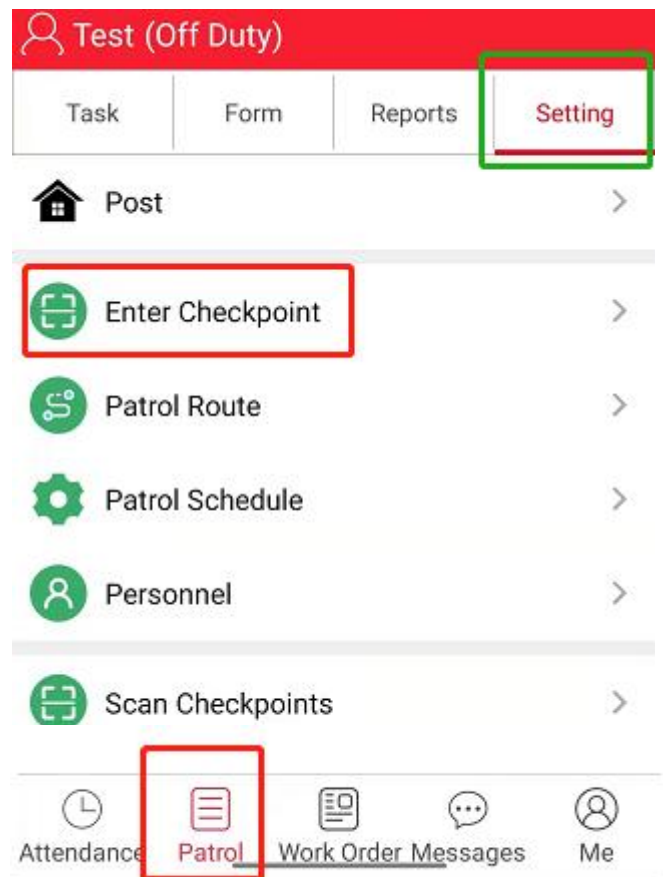 Test (Off Duty)
Task Form Reports Setting
Post
Enter Checkpoint
Patrol Route
Patrol Schedule
Personnel
Scan Checkpoints
Attendance Patrol Work Order Messages Me